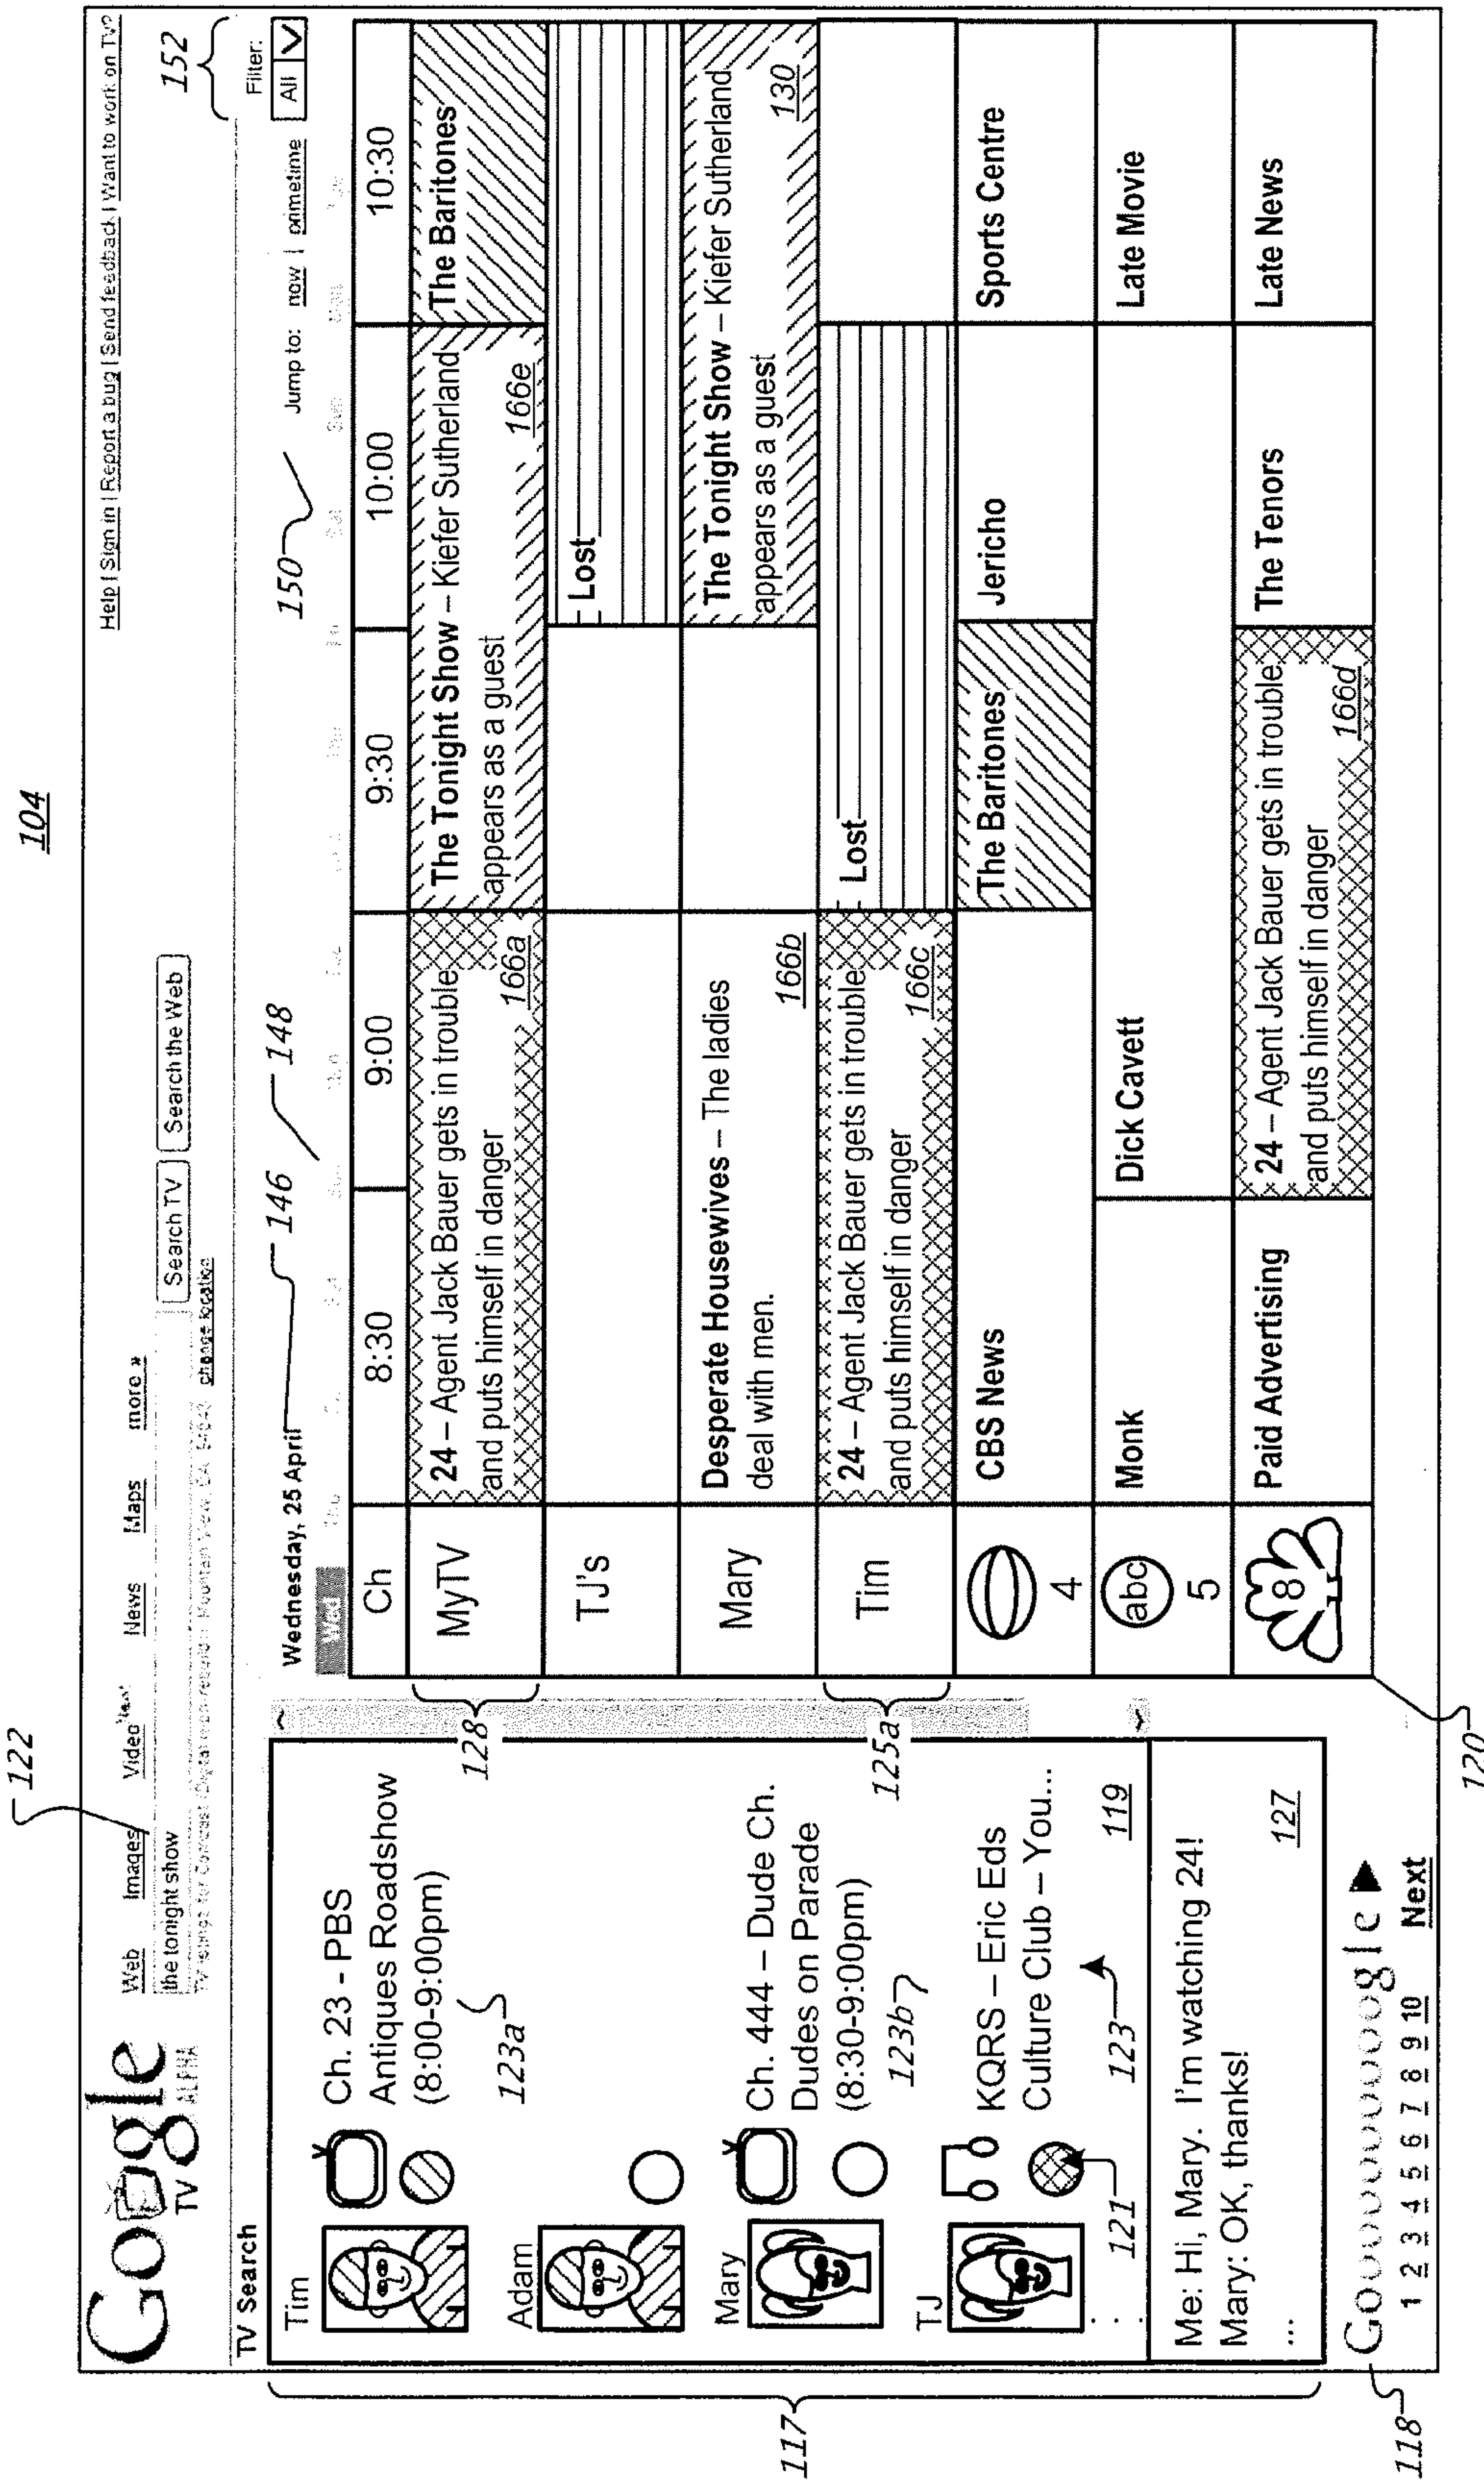 104
122
Help | Sign in | Report a bug | Send feedback | Want to work on TV?
Google
TV ALPHA
Web Images Video News Maps more »
the tonight show
Search TV
Search the Web
change location
TV Search
152
146
148
150
Wednesday, 25 April
Jump to: now | primetime
Filter:
All
Wed
Ch 8:30 9:00 9:30 10:00 10:30
MyTV
24 – Agent Jack Bauer gets in trouble
and puts himself in danger
166a
The Tonight Show – Kiefer Sutherland
appears as a guest
166e
The Baritones
TJ's
Lost
Mary
Desperate Housewives – The ladies
deal with men.
166b
The Tonight Show – Kiefer Sutherland
appears as a guest
130
Tim
24 – Agent Jack Bauer gets in trouble
and puts himself in danger
166c
Lost
4
CBS News
The Baritones
Jericho
Sports Centre
abc
5
Monk
Dick Cavett
Late Movie
8
Paid Advertising
24 – Agent Jack Bauer gets in trouble
and puts himself in danger
166d
The Tenors
Late News
128
125a
120
117
Tim
Ch. 23 - PBS
Antiques Roadshow
(8:00-9:00pm)
123a
Adam
Mary
Ch. 444 – Dude Ch.
Dudes on Parade
(8:30-9:00pm)
123b
TJ
KQRS – Eric Eds
Culture Club – You...
121
123
119
Me: Hi, Mary. I'm watching 24!
Mary: OK, thanks!
...
127
118
Gooooooooogle
1 2 3 4 5 6 7 8 9 10 Next